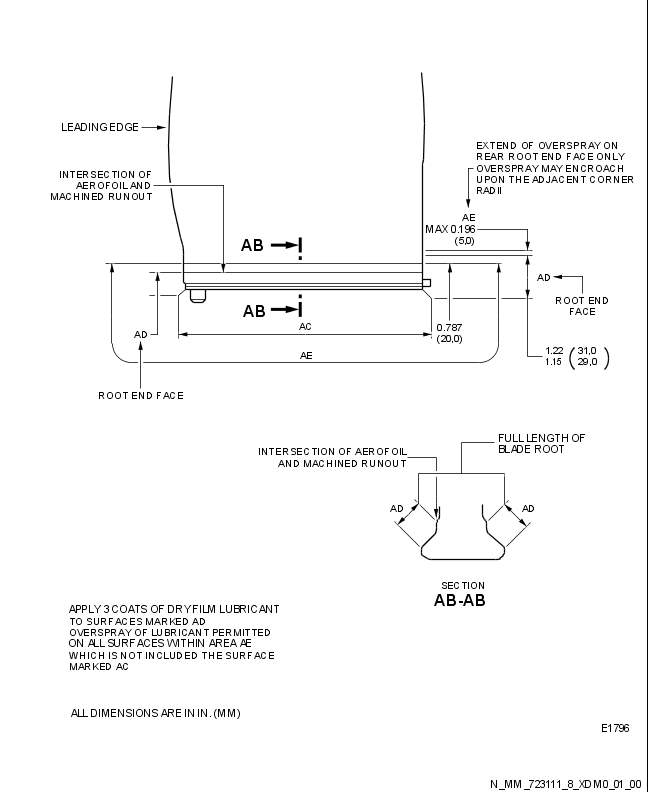 LEADING EDGE
EXTEND OF OVERSPRAY ON
REAR ROOT END FACE ONLY
OVERSPRAY MAY ENCROACH
UPON THE ADJACENT CORNER
RADII
INTERSECTION OF
AEROFOIL AND
MACHINED RUNOUT
AE
MAX 0.196
(5,0)
AB
AD
ROOT END
FACE
AB
AC
AD
0.787
(20,0)
AE
1.22 (31,0
1.15 29,0)
ROOT END FACE
FULL LENGTH OF
BLADE ROOT
INTERSECTION OF AEROFOIL
AND MACHINED RUNOUT
AD
AD
SECTION
AB-AB
APPLY 3 COATS OF DRY FILM LUBRICANT
TO SURFACES MARKED AD
OVERSPRAY OF LUBRICANT PERMITTED
ON ALL SURFACES WITHIN AREA AE
WHICH IS NOT INCLUDED THE SURFACE
MARKED AC
ALL DIMENSIONS ARE IN IN. (MM)
E1796
N_MM_723111_8_XDM0_01_00